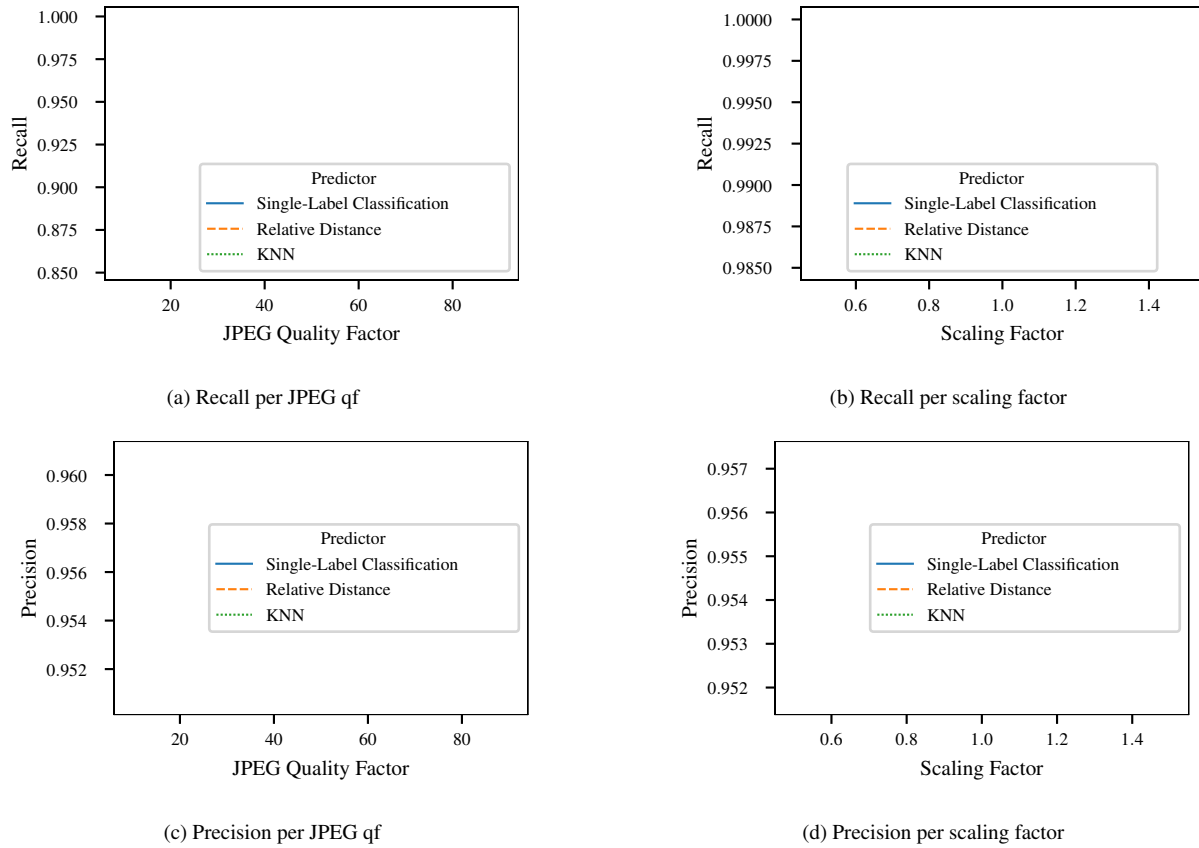 1.000
0.975
0.950
0.925
0.900
0.875
0.850
Recall
Predictor
Single-Label Classification
Relative Distance
KNN
20 40 60 80
JPEG Quality Factor
(a) Recall per JPEG qf
1.0000
0.9975
0.9950
0.9925
0.9900
0.9875
0.9850
Recall
Predictor
Single-Label Classification
Relative Distance
KNN
0.6 0.8 1.0 1.2 1.4
Scaling Factor
(b) Recall per scaling factor
0.960
0.958
0.956
0.954
0.952
Precision
Predictor
Single-Label Classification
Relative Distance
KNN
20 40 60 80
JPEG Quality Factor
(c) Precision per JPEG qf
0.957
0.956
0.955
0.954
0.953
0.952
Precision
Predictor
Single-Label Classification
Relative Distance
KNN
0.6 0.8 1.0 1.2 1.4
Scaling Factor
(d) Precision per scaling factor